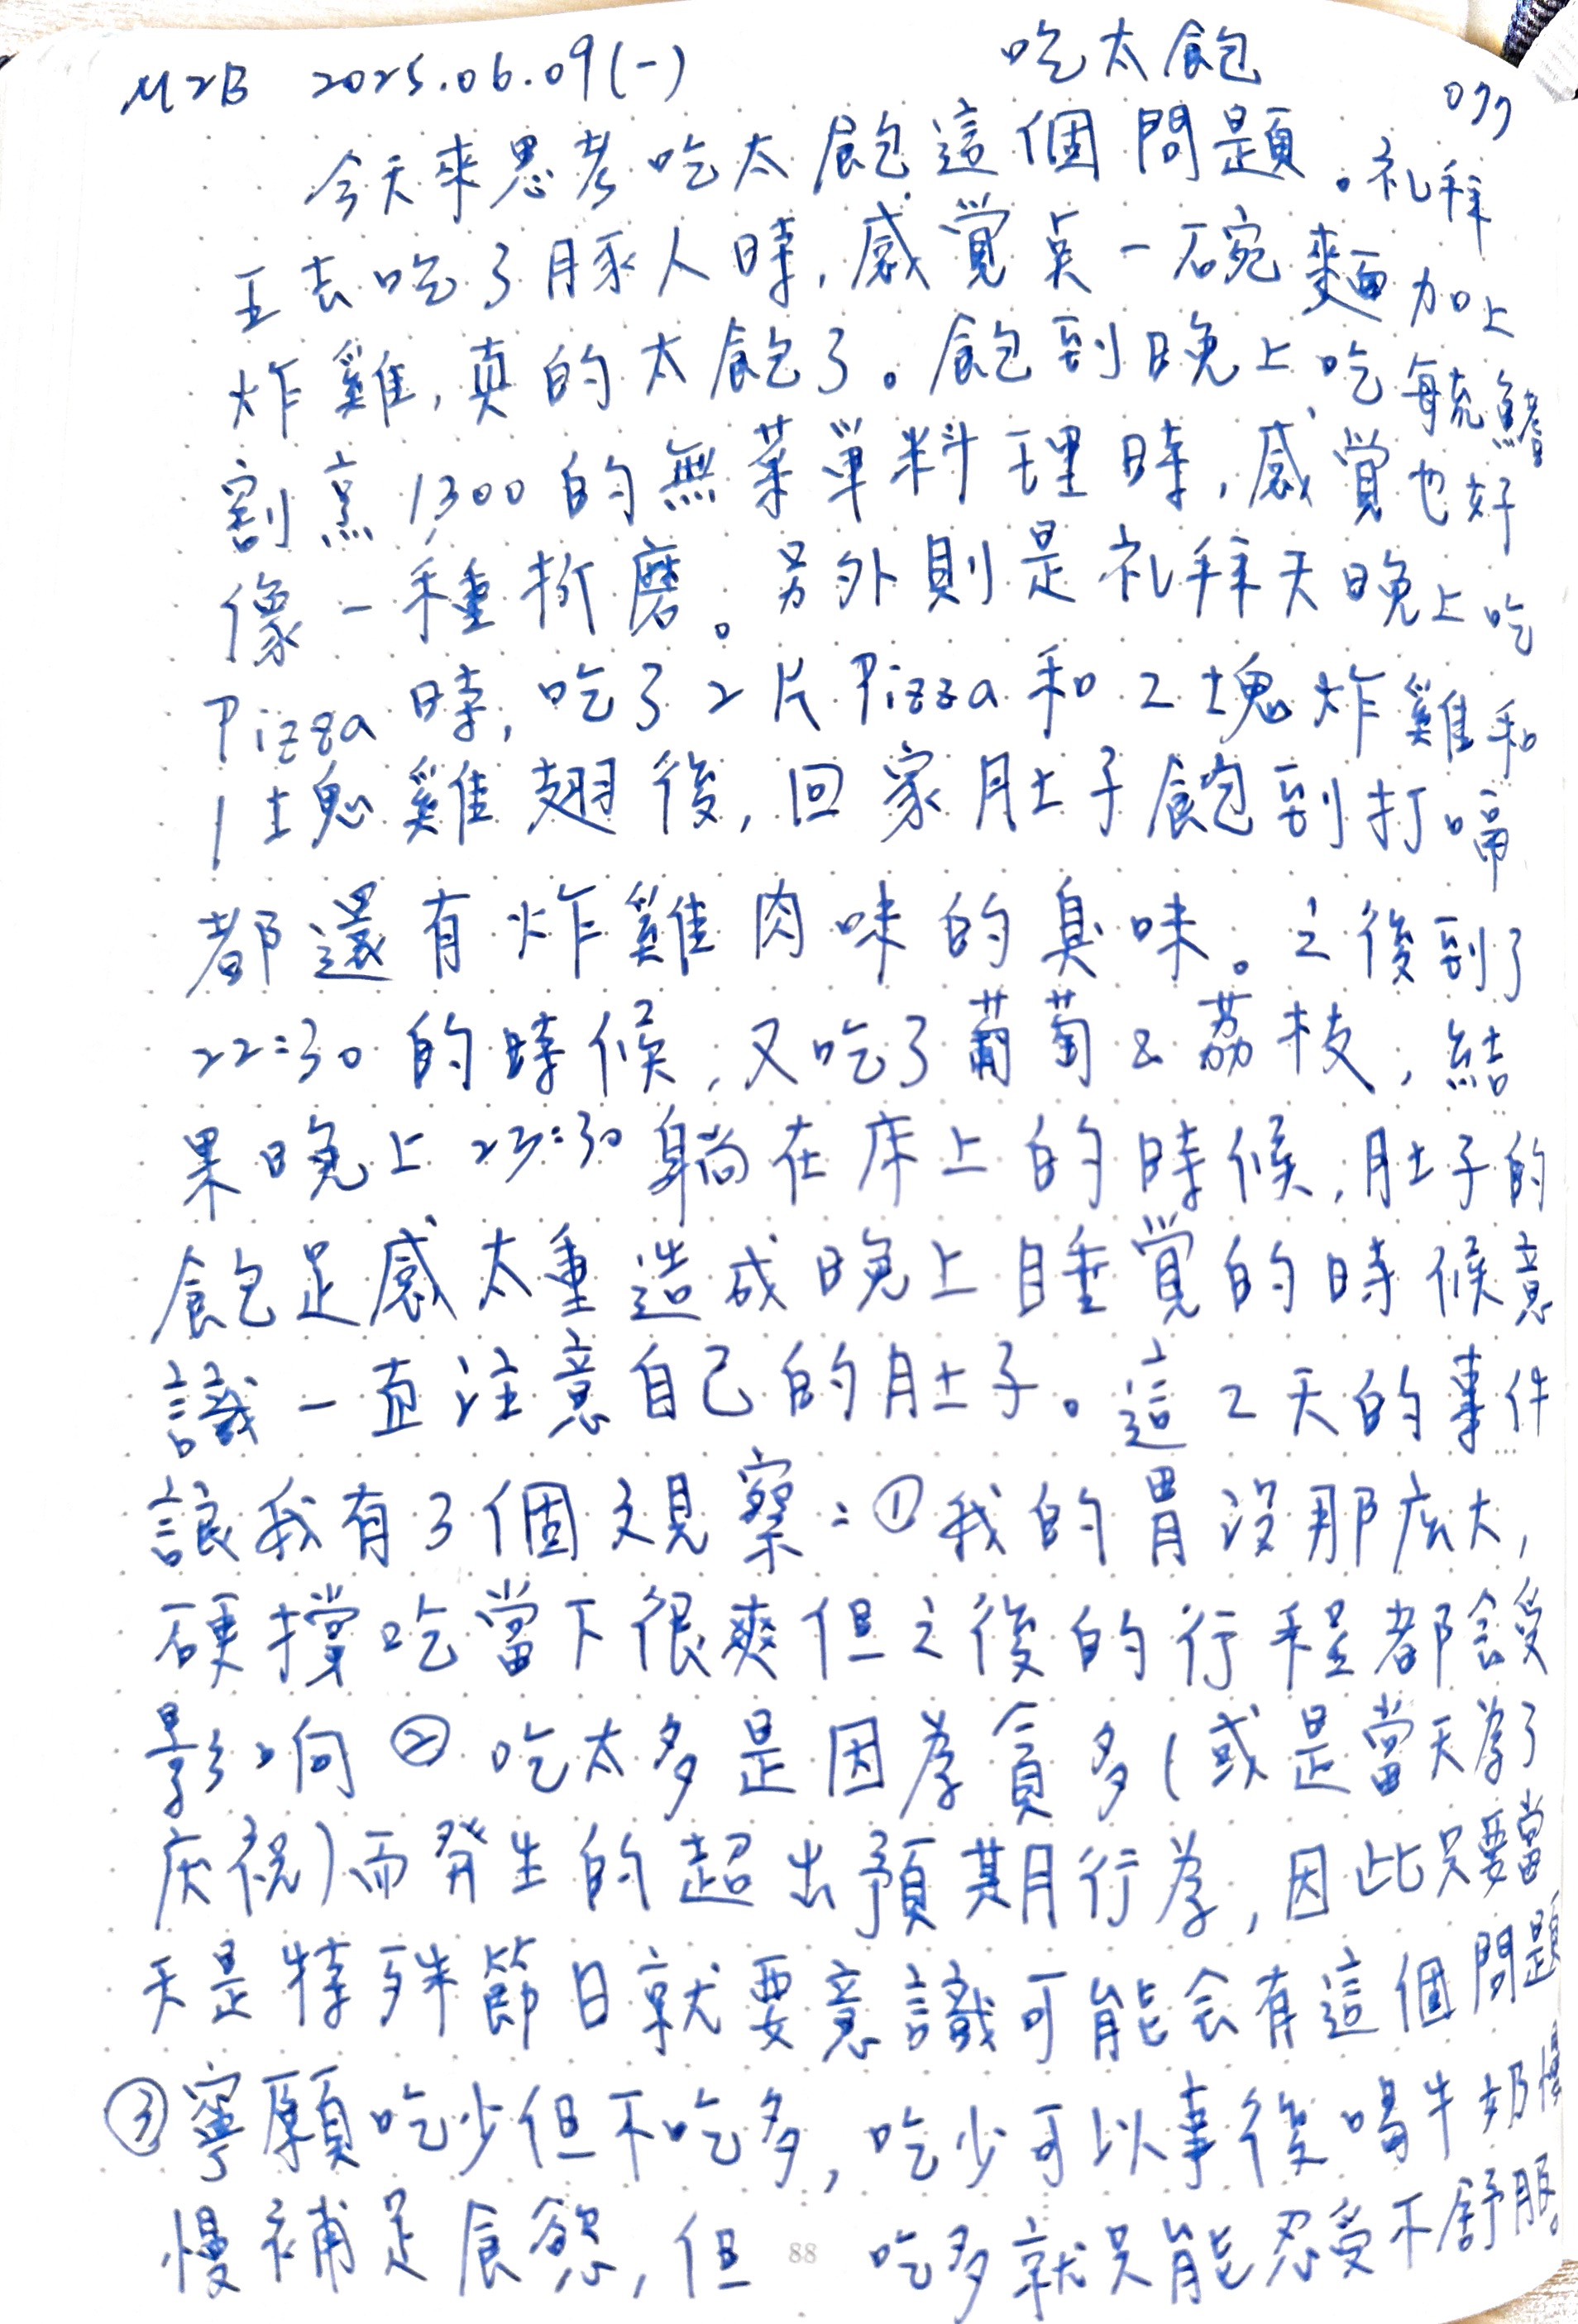 M2B 2025.06.09(一) 吃太飽 077
今天來思考吃太飽這個問題。礼拜
五去吃了豚人時,感覺点一碗麵加上
炸雞,真的太飽了。飽到晚上吃每
割烹1,300的無菜單料理時,感覺也好
像一種折磨。另外則是礼拜天晚上吃
Pizza時,吃了2片Pizza和2塊炸雞和
1塊雞翅後,回家肚子飽到打嗝
都還有炸雞肉味的臭味。之後到了
22:30的時候,又吃了葡萄&荔枝,結
果晚上23:30躺在床上的時候,肚子的
飽足感太重造成晚上睡覺的時候意
識一直注意自己的肚子。這2天的事件
讓我有3個观察:①我的胃沒那広大,
硬撐吃當下很爽但之後的行程都会受
影响②吃太多是因為貪多(或是當天為了
庆祝)而發生的超出預期行為,因此只要當
天是特殊節日就要意識可能会有這個問題
③寧願吃少但不吃多,吃少可以事後喝牛奶慢
慢補足食慾,但吃多就只能忍受不舒服。
88